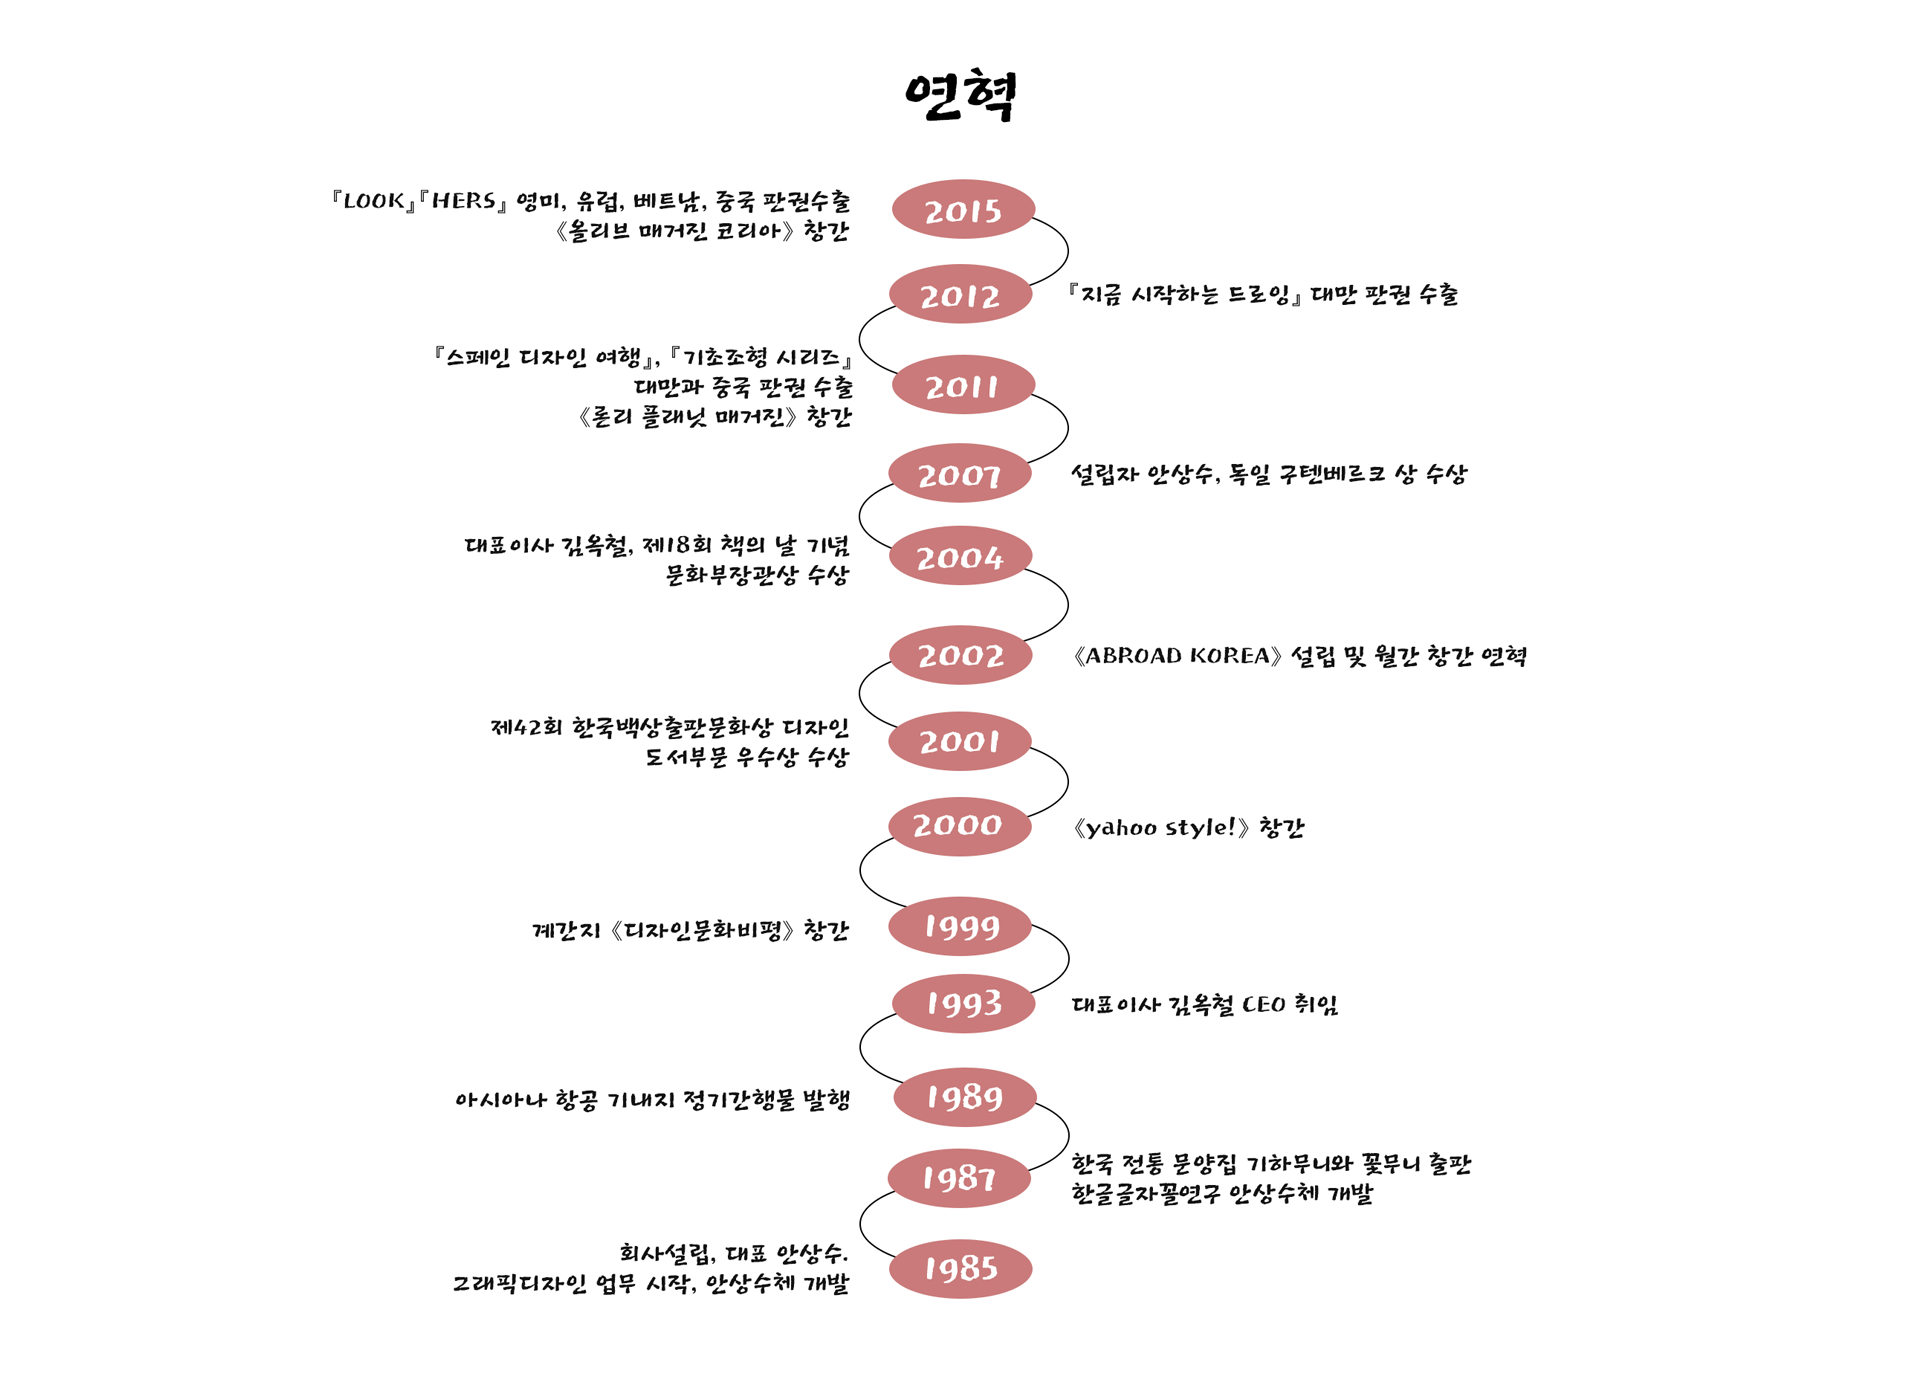 연혁
2015
『LOOK』『HERS』 영미, 유럽, 베트남, 중국 판권수출
《올리브 매거진 코리아》 창간
2012
『지금 시작하는 드로잉』 대만 판권 수출
2011
『스페인 디자인 여행』, 『기초조형 시리즈』
대만과 중국 판권 수출
《론리 플래닛 매거진》 창간
2007
설립자 안상수, 독일 구텐베르크 상 수상
2004
대표이사 김옥철, 제18회 책의 날 기념
문화부장관상 수상
2002
《ABROAD KOREA》 설립 및 월간 창간 연혁
2001
제42회 한국백상출판문화상 디자인
도서부문 우수상 수상
2000
《yahoo style!》 창간
1999
계간지 《디자인문화비평》 창간
1993
대표이사 김옥철 CEO 취임
1989
아시아나 항공 기내지 정기간행물 발행
1987
한국 전통 문양집 기하무늬와 꽃무늬 출판
한글글자꼴연구 안상수체 개발
1985
회사설립, 대표 안상수.
그래픽디자인 업무 시작, 안상수체 개발